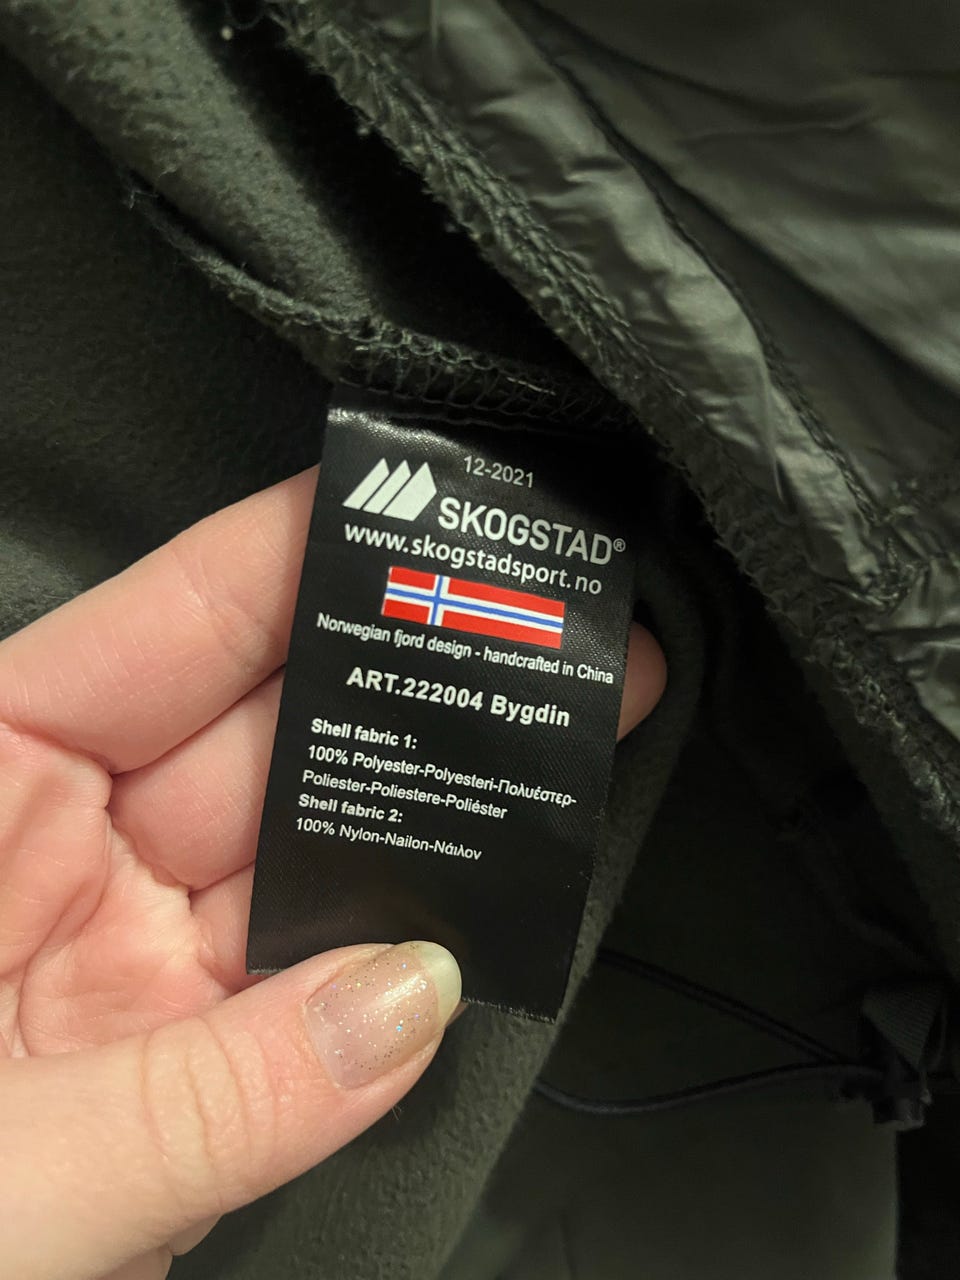 12-2021
SKOGSTAD®
www.skogstadsport.no
Norwegian fjord design - handcrafted in China
ART.222004 Bygdin
Shell fabric 1:
100% Polyester-Polyesteri-Πολυέστερ-
Poliester-Poliestere-Poliéster
Shell fabric 2:
100% Nylon-Nailon-Νάιλον